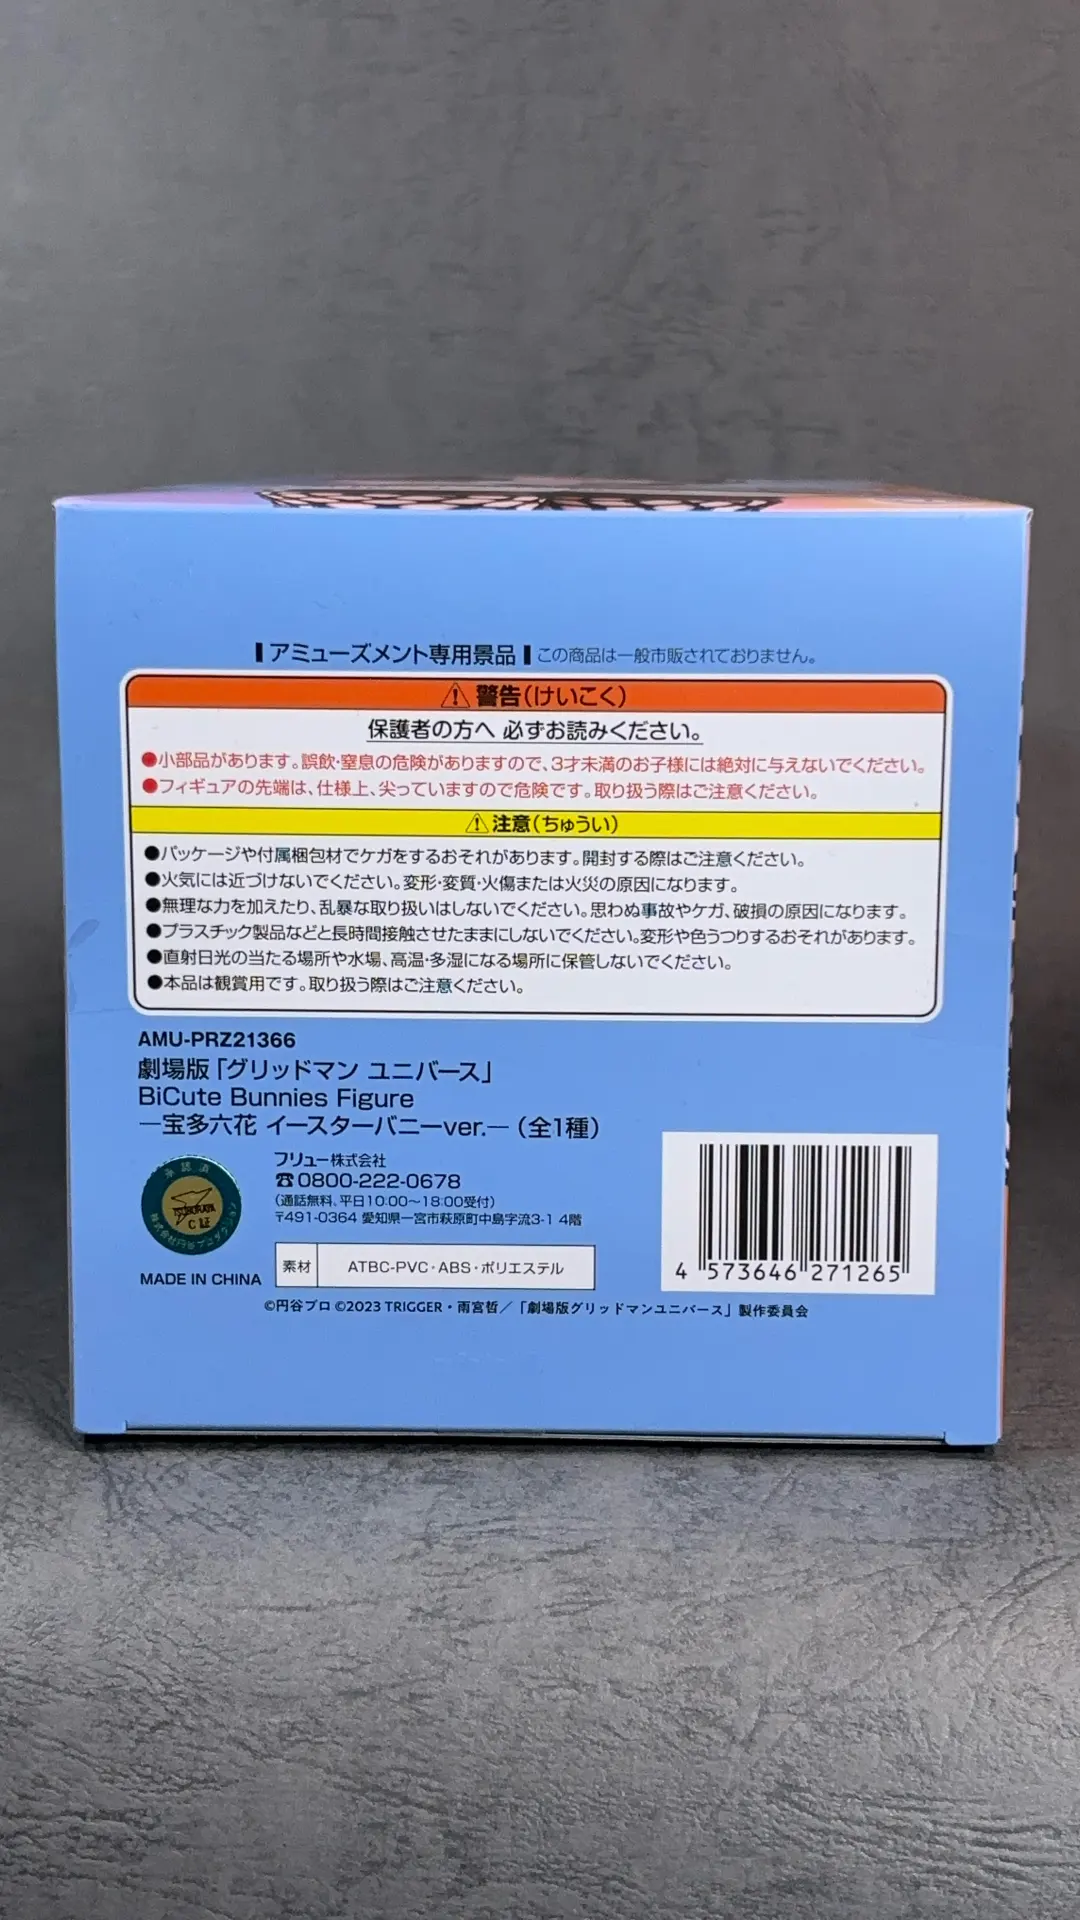 アミューズメント専用景品 この商品は一般市販されておりません。
警告(けいこく)
保護者の方へ 必ずお読みください。
●小部品があります。誤飲・窒息の危険がありますので、3才未満のお子様には絶対に与えないでください。
●フィギュアの先端は、仕様上、尖っていますので危険です。取り扱う際はご注意ください。
注意(ちゅうい)
●パッケージや付属梱包材でケガをするおそれがあります。開封する際はご注意ください。
●火気には近づけないでください。変形・変質・火傷または火災の原因になります。
●無理な力を加えたり、乱暴な取り扱いはしないでください。思わぬ事故やケガ、破損の原因になります。
●プラスチック製品などと長時間接触させたままにしないでください。変形や色うつりするおそれがあります。
●直射日光の当たる場所や水場、高温・多湿になる場所に保管しないでください。
●本品は観賞用です。取り扱う際はご注意ください。
AMU-PRZ21366
劇場版「グリッドマン ユニバース」
BiCute Bunnies Figure
―宝多六花 イースターバニーver.―(全1種)
フリュー株式会社
☎0800-222-0678
(通話無料、平日10:00～18:00受付)
〒491-0364 愛知県一宮市萩原町中島字流3-1 4階
承認済
TSUBURAYA
C 証
MADE IN CHINA
素材 ATBC-PVC・ABS・ポリエステル
4 573646 271265
©円谷プロ ©2023 TRIGGER・雨宮哲／「劇場版グリッドマンユニバース」製作委員会